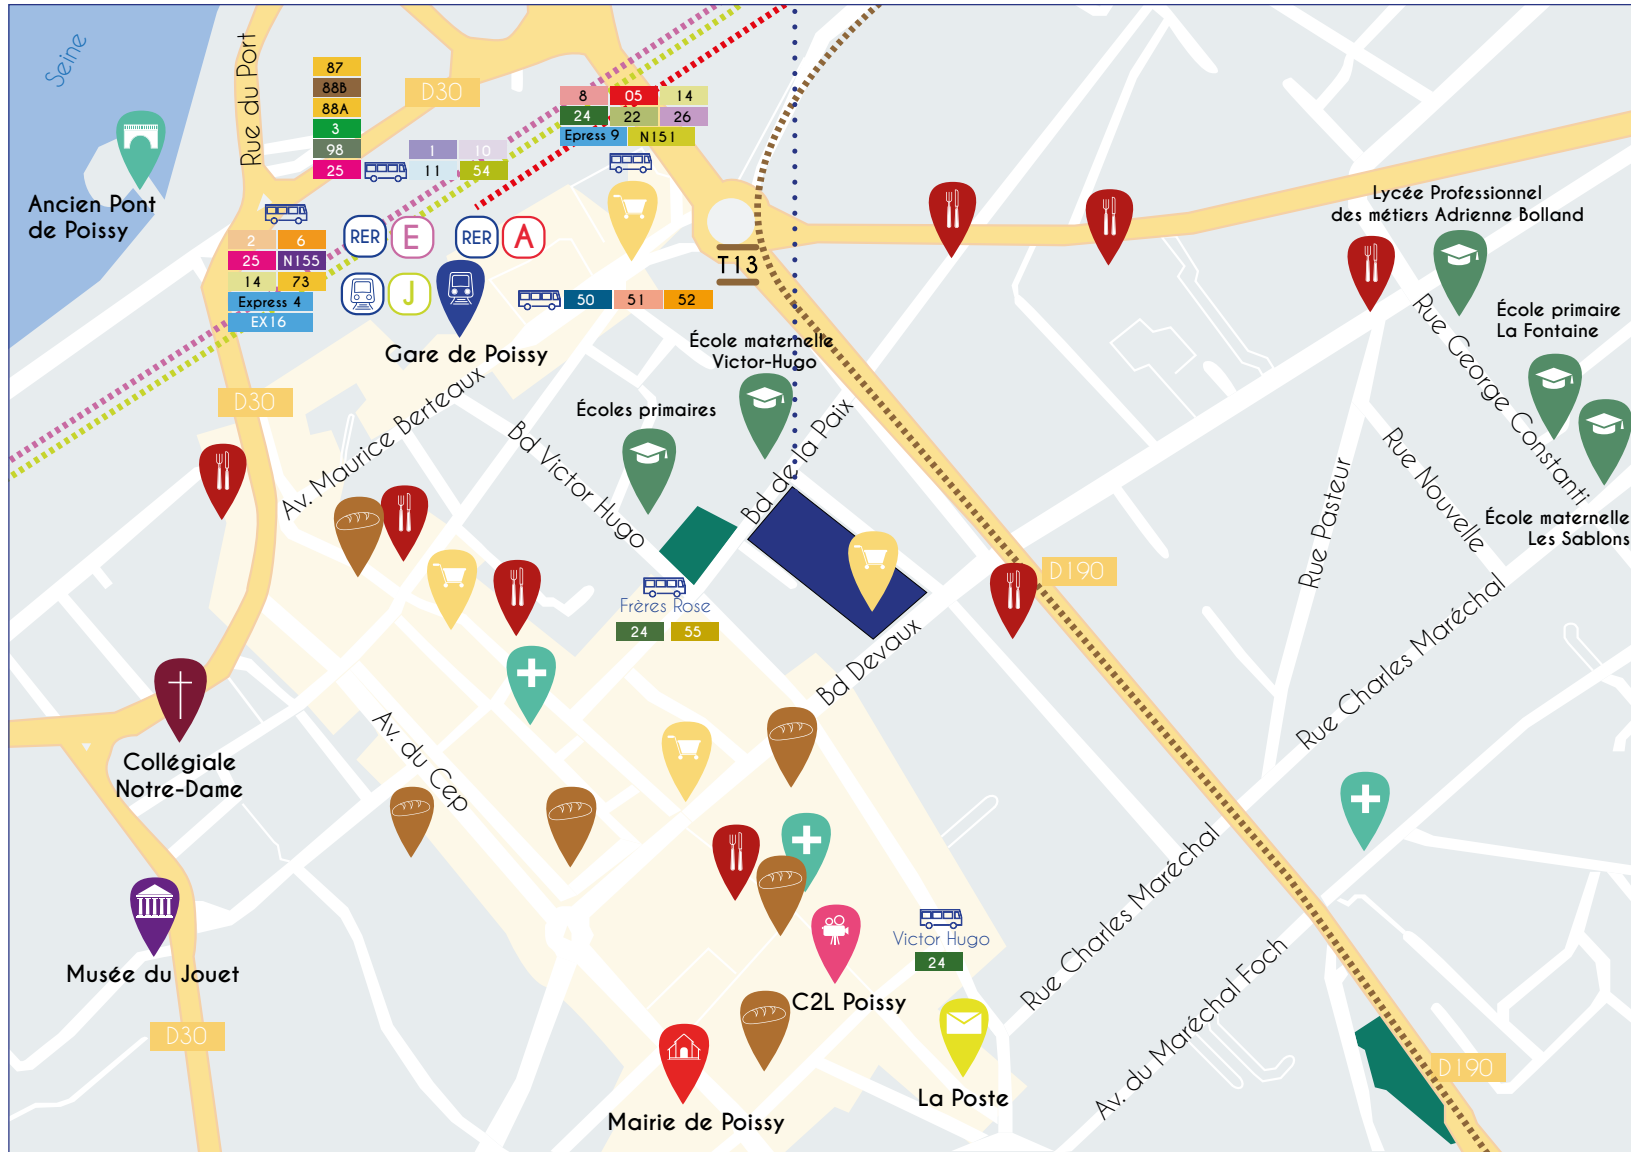 Seine
Rue du Port
87
88B
88A
3
98
25
D30
1
10
11
54
8
05
14
24
22
26
Epress 9
N151
Ancien Pont
de Poissy
2
6
25
N155
14
73
Express 4
EX16
RER
E
RER
A
J
Gare de Poissy
T13
50
51
52
Lycée Professionnel
des métiers Adrienne Bolland
École primaire
La Fontaine
Rue George Constanti
École maternelle
Victor-Hugo
Écoles primaires
D30
Av. Maurice Berteaux
Bd Victor Hugo
Bd de la Paix
Rue Pasteur
Rue Nouvelle
École maternelle
Les Sablons
D190
Frères Rose
24
55
Bd Devaux
Rue Charles Maréchal
Collégiale
Notre-Dame
Av. du Cep
Rue Charles Maréchal
Victor Hugo
24
Musée du Jouet
C2L Poissy
Av. du Maréchal Foch
D30
La Poste
Mairie de Poissy
D190